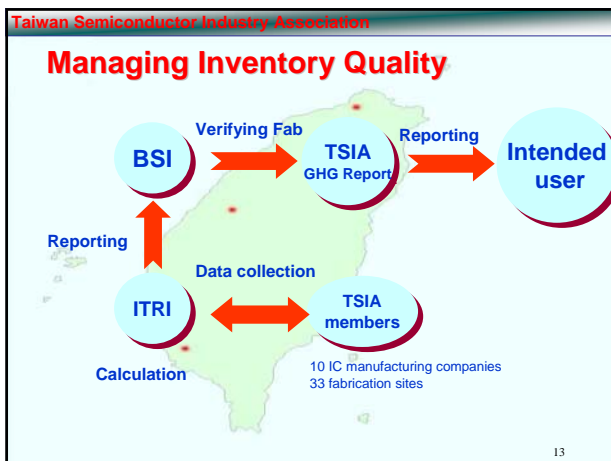 Taiwan Semiconductor Industry Association
Managing Inventory Quality
Verifying Fab
Reporting
BSI
TSIA
GHG Report
Intended
user
Reporting
Data collection
ITRI
TSIA
members
Calculation
10 IC manufacturing companies
33 fabrication sites
13